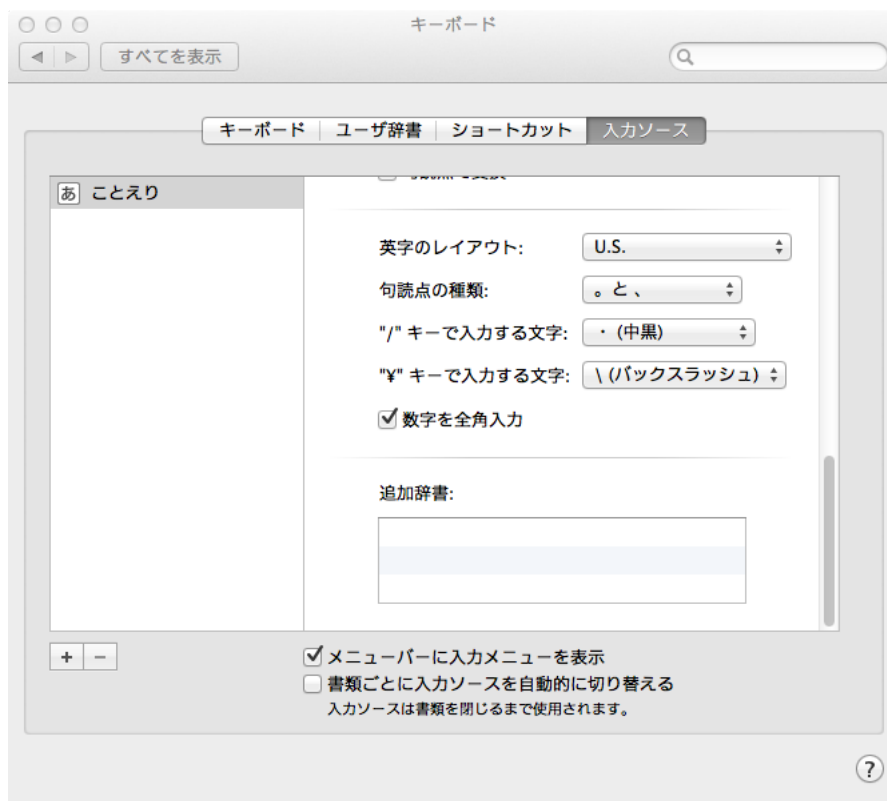 キーボード
すべてを表示
キーボード ユーザ辞書 ショートカット 入力ソース
あ ことえり
英字のレイアウト: U.S.
句読点の種類: 。と、
"/" キーで入力する文字: ・(中黒)
"¥" キーで入力する文字: \ (バックスラッシュ)
数字を全角入力
追加辞書:
+ −
メニューバーに入力メニューを表示
書類ごとに入力ソースを自動的に切り替える
入力ソースは書類を閉じるまで使用されます。
?